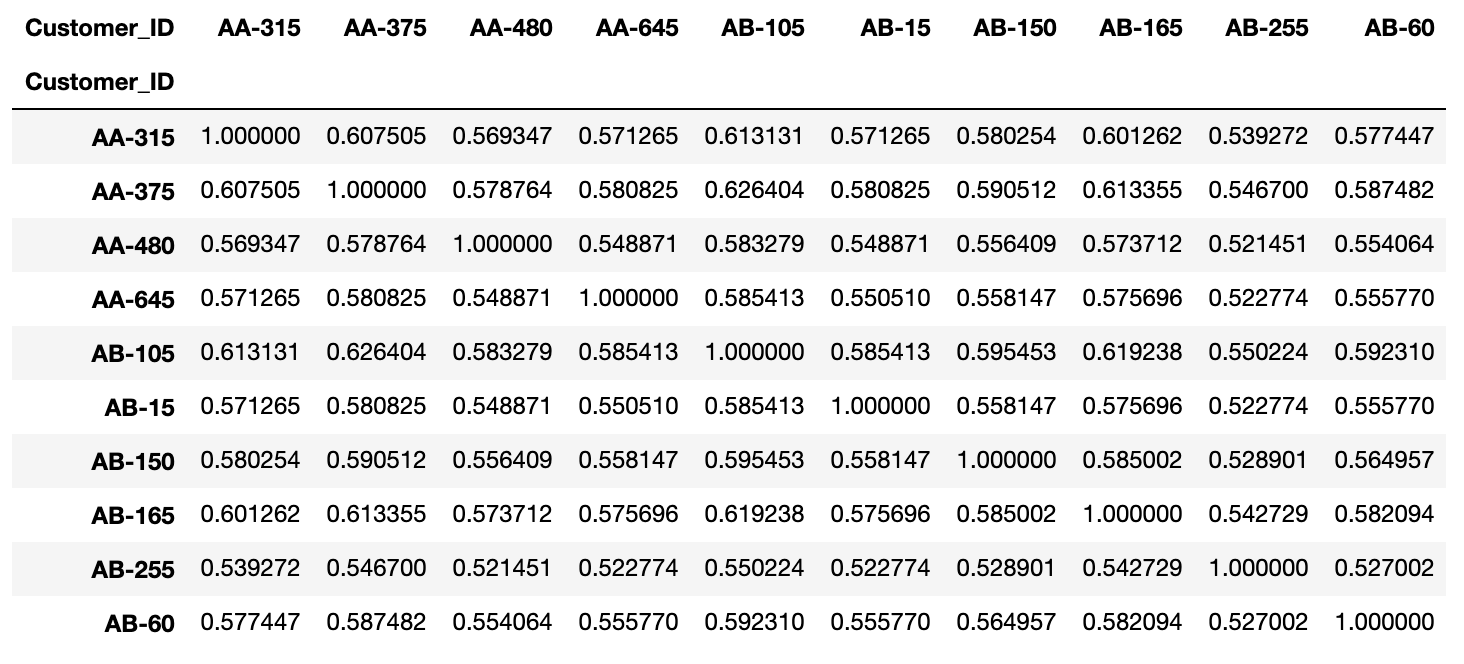 Customer_ID AA-315 AA-375 AA-480 AA-645 AB-105 AB-15 AB-150 AB-165 AB-255 AB-60
Customer_ID
AA-315 1.000000 0.607505 0.569347 0.571265 0.613131 0.571265 0.580254 0.601262 0.539272 0.577447
AA-375 0.607505 1.000000 0.578764 0.580825 0.626404 0.580825 0.590512 0.613355 0.546700 0.587482
AA-480 0.569347 0.578764 1.000000 0.548871 0.583279 0.548871 0.556409 0.573712 0.521451 0.554064
AA-645 0.571265 0.580825 0.548871 1.000000 0.585413 0.550510 0.558147 0.575696 0.522774 0.555770
AB-105 0.613131 0.626404 0.583279 0.585413 1.000000 0.585413 0.595453 0.619238 0.550224 0.592310
AB-15 0.571265 0.580825 0.548871 0.550510 0.585413 1.000000 0.558147 0.575696 0.522774 0.555770
AB-150 0.580254 0.590512 0.556409 0.558147 0.595453 0.558147 1.000000 0.585002 0.528901 0.564957
AB-165 0.601262 0.613355 0.573712 0.575696 0.619238 0.575696 0.585002 1.000000 0.542729 0.582094
AB-255 0.539272 0.546700 0.521451 0.522774 0.550224 0.522774 0.528901 0.542729 1.000000 0.527002
AB-60 0.577447 0.587482 0.554064 0.555770 0.592310 0.555770 0.564957 0.582094 0.527002 1.000000